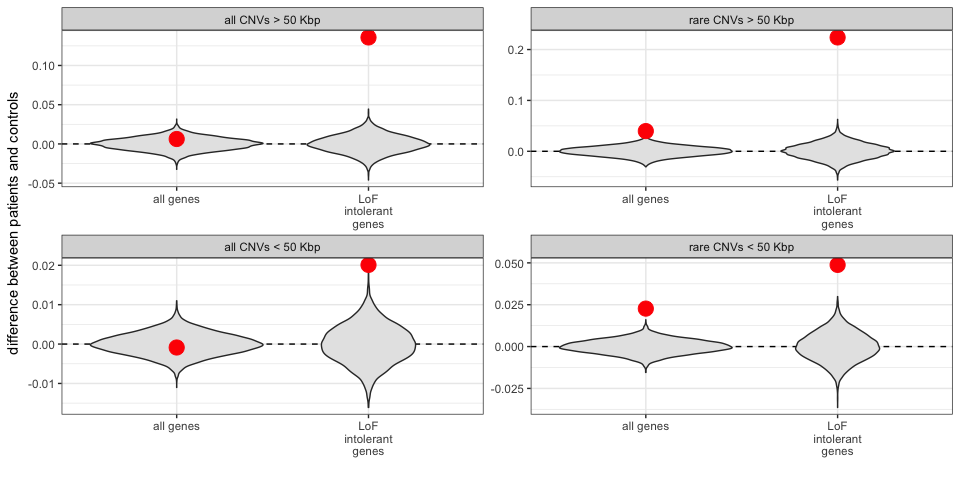 difference between patients and controls
all CNVs > 50 Kbp
0.10
0.05
0.00
-0.05
all genes
LoF
intolerant
genes
rare CNVs > 50 Kbp
0.2
0.1
0.0
all genes
LoF
intolerant
genes
all CNVs < 50 Kbp
0.02
0.01
0.00
-0.01
all genes
LoF
intolerant
genes
rare CNVs < 50 Kbp
0.050
0.025
0.000
-0.025
all genes
LoF
intolerant
genes